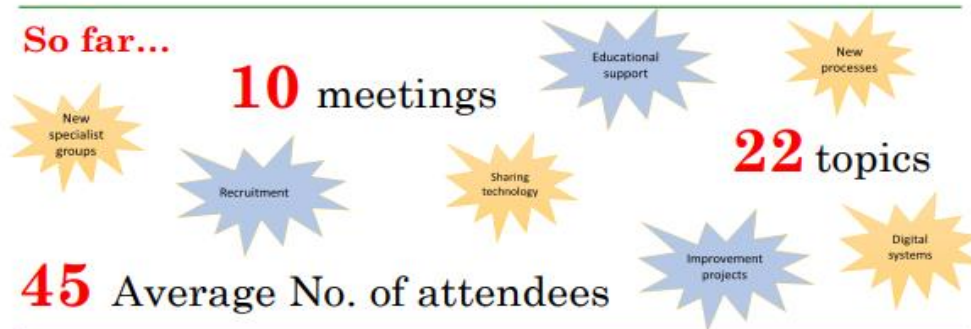 So far...
10 meetings
Educational
support
New
processes
New
specialist
groups
22 topics
Recruitment
Sharing
technology
45 Average No. of attendees
Improvement
projects
Digital
systems